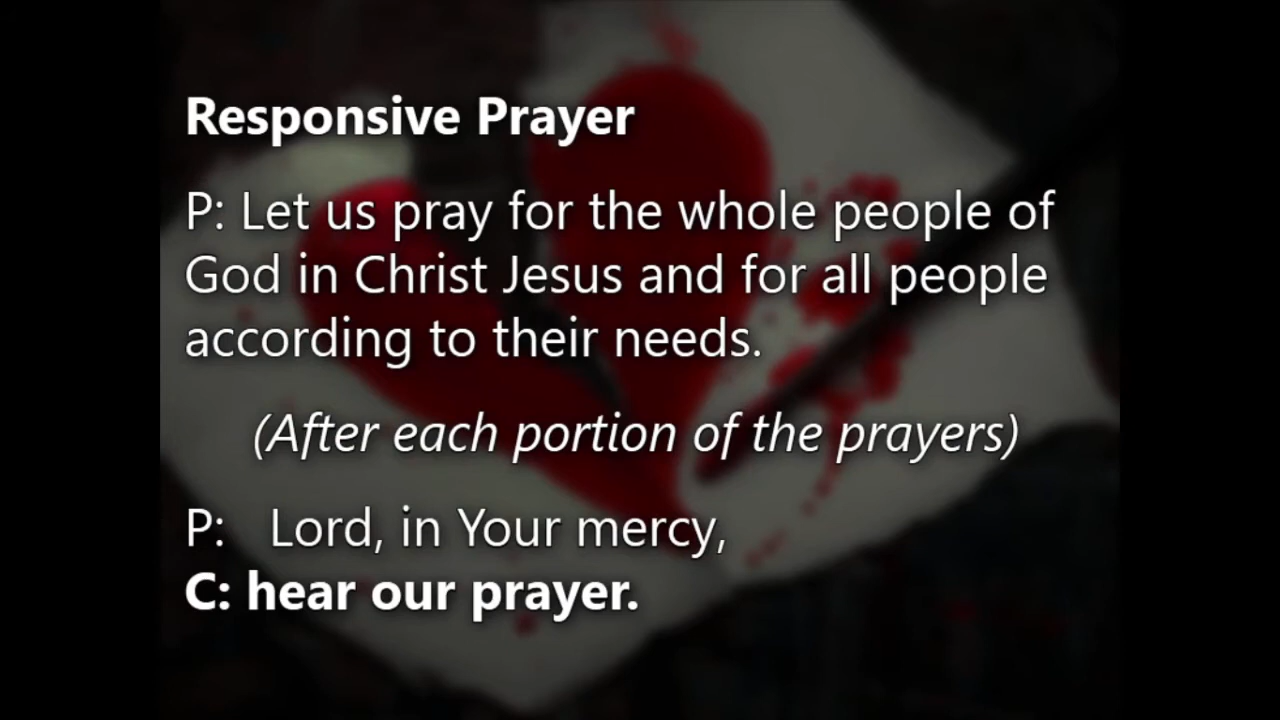 Responsive Prayer
P: Let us pray for the whole people of
God in Christ Jesus and for all people
according to their needs.
(After each portion of the prayers)
P: Lord, in Your mercy,
C: hear our prayer.